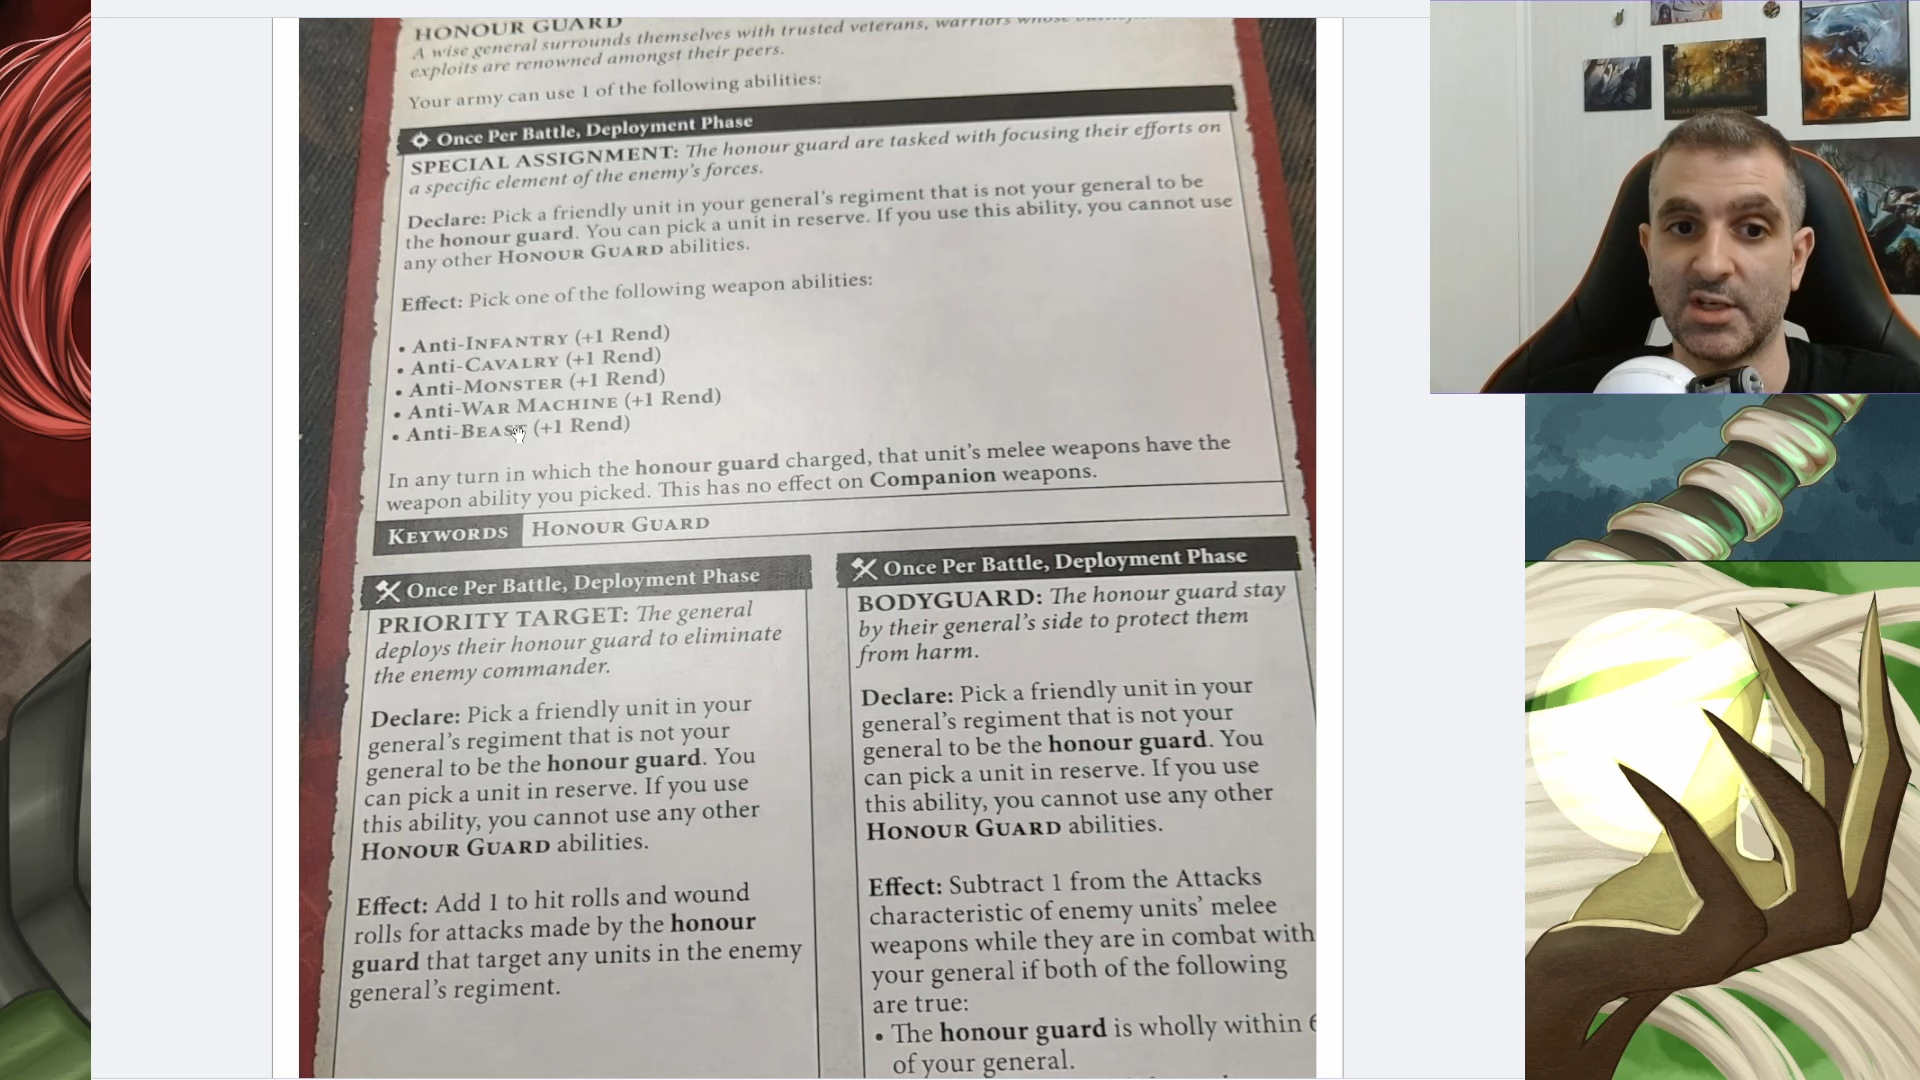 HONOUR GUARD
A wise general surrounds themselves with trusted veterans, warriors whose
exploits are renowned amongst their peers.
Your army can use 1 of the following abilities:
Once Per Battle, Deployment Phase
SPECIAL ASSIGNMENT: The honour guard are tasked with focusing their efforts on
a specific element of the enemy's forces.
Declare: Pick a friendly unit in your general's regiment that is not your general to be
the honour guard. You can pick a unit in reserve. If you use this ability, you cannot use
any other HONOUR GUARD abilities.
Effect: Pick one of the following weapon abilities:
• Anti-INFANTRY (+1 Rend)
• Anti-CAVALRY (+1 Rend)
• Anti-MONSTER (+1 Rend)
• Anti-WAR MACHINE (+1 Rend)
• Anti-BEAST (+1 Rend)
In any turn in which the honour guard charged, that unit's melee weapons have the
weapon ability you picked. This has no effect on Companion weapons.
KEYWORDS HONOUR GUARD
Once Per Battle, Deployment Phase
PRIORITY TARGET: The general
deploys their honour guard to eliminate
the enemy commander.
Declare: Pick a friendly unit in your
general's regiment that is not your
general to be the honour guard. You
can pick a unit in reserve. If you use
this ability, you cannot use any other
HONOUR GUARD abilities.
Effect: Add 1 to hit rolls and wound
rolls for attacks made by the honour
guard that target any units in the enemy
general's regiment.
Once Per Battle, Deployment Phase
BODYGUARD: The honour guard stay
by their general's side to protect them
from harm.
Declare: Pick a friendly unit in your
general's regiment that is not your
general to be the honour guard. You
can pick a unit in reserve. If you use
this ability, you cannot use any other
HONOUR GUARD abilities.
Effect: Subtract 1 from the Attacks
characteristic of enemy units' melee
weapons while they are in combat with
your general if both of the following
are true:
• The honour guard is wholly within 6
of your general.